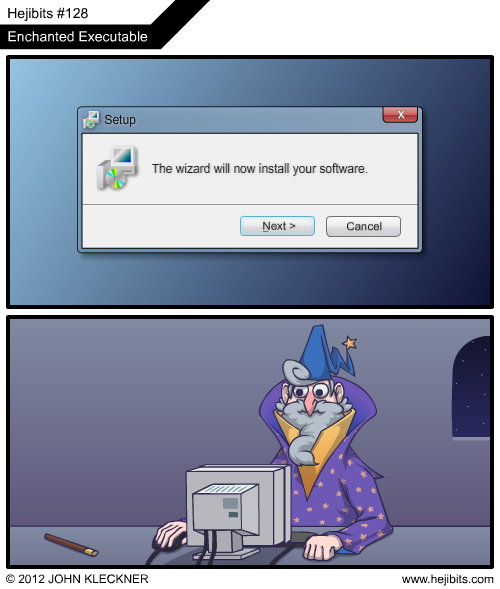 Hejibits #128
Enchanted Executable
Setup
X
The wizard will now install your software.
Next >
Cancel
© 2012 JOHN KLECKNER
www.hejibits.com